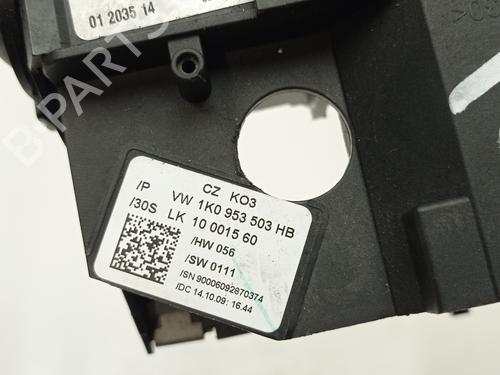 01 2035 14
B-PARTS
CZ KO3
/P VW 1K0 953 503 HB
/30S LK 10 0015 60
/HW 056
/SW 0111
/SN 90006092870374
/DC 14.10.09; 16.44